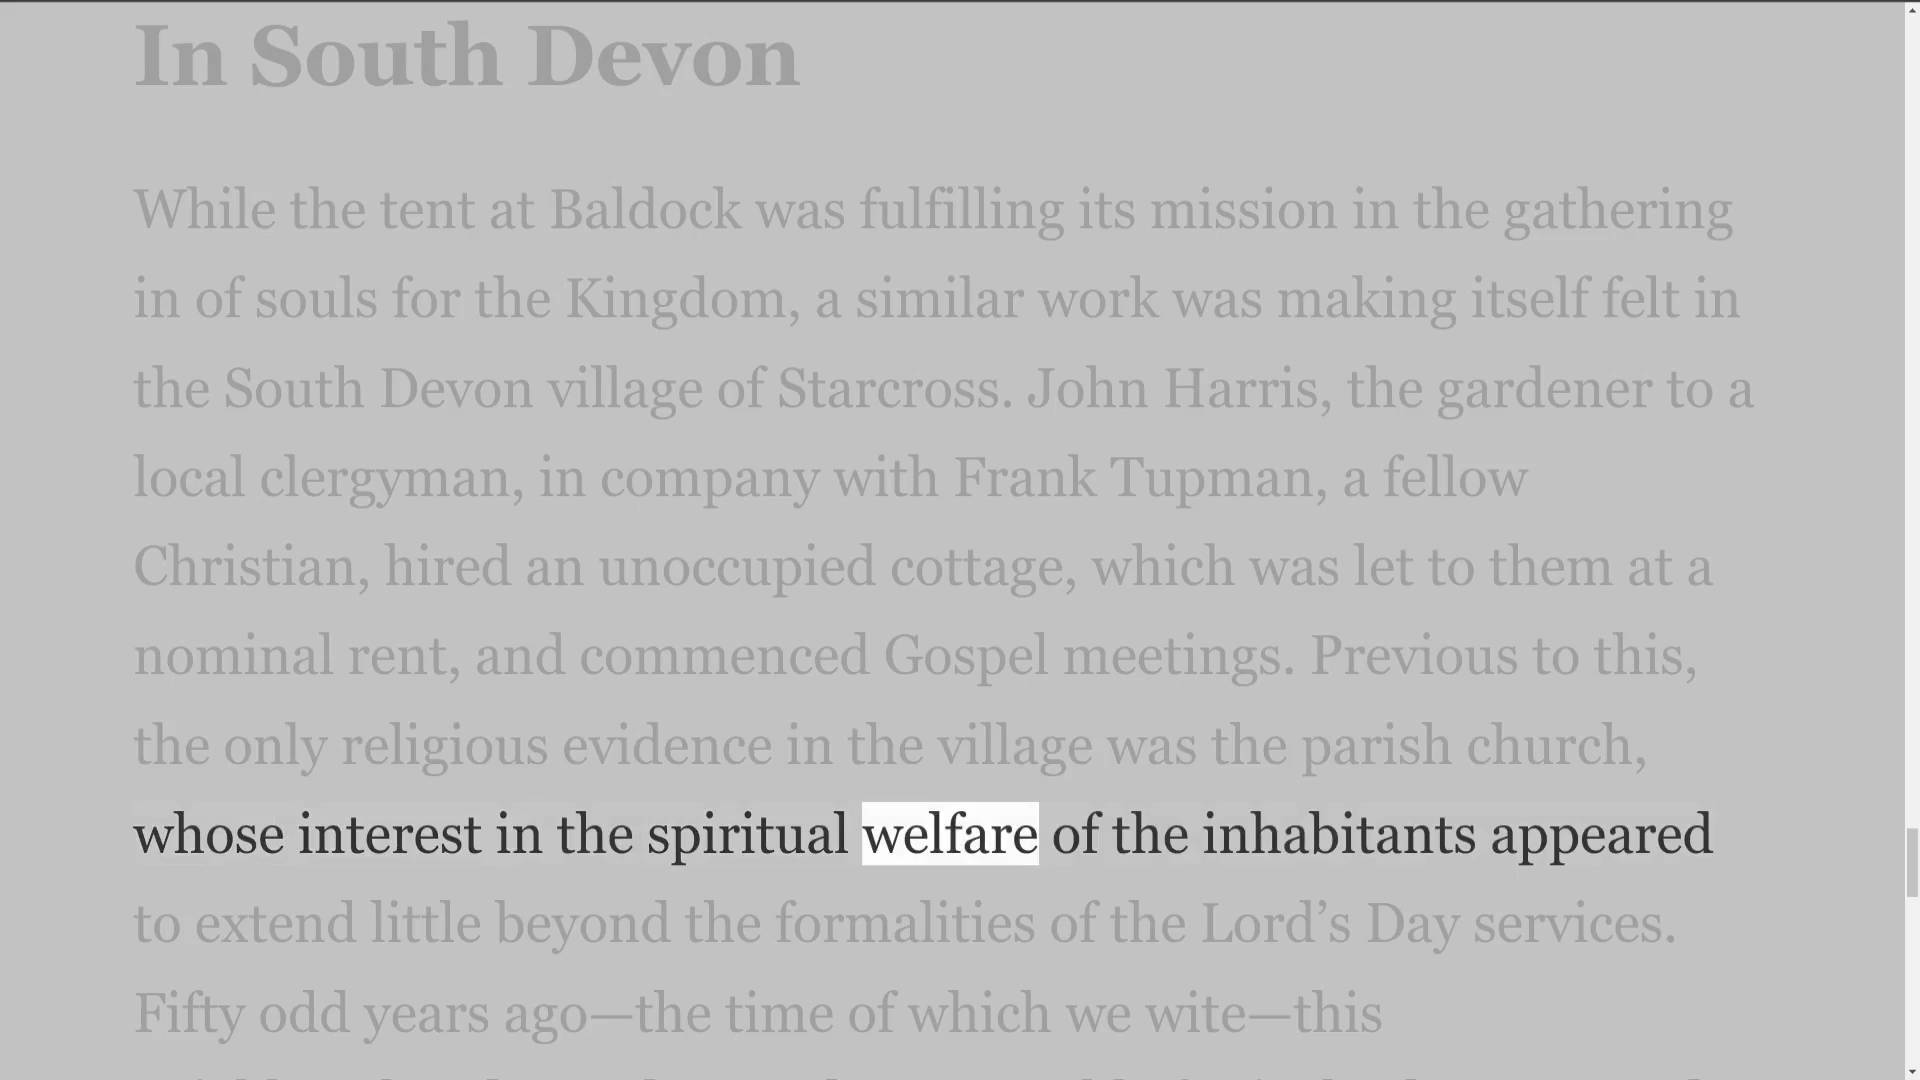 In South Devon
While the tent at Baldock was fulfilling its mission in the gathering
in of souls for the Kingdom, a similar work was making itself felt in
the South Devon village of Starcross. John Harris, the gardener to a
local clergyman, in company with Frank Tupman, a fellow
Christian, hired an unoccupied cottage, which was let to them at a
nominal rent, and commenced Gospel meetings. Previous to this,
the only religious evidence in the village was the parish church,
whose interest in the spiritual welfare of the inhabitants appeared
to extend little beyond the formalities of the Lord’s Day services.
Fifty odd years ago—the time of which we wite—this